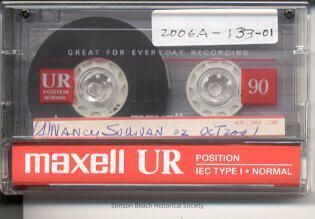 2006A-133-01
GREAT FOR EVERYDAY RECORDING
UR
POSITION
NORMAL
UR
90
NANCY SULLIVAN 02 OCT 2001
maxell UR
POSITION
IEC TYPE I • NORMAL
Stinson Beach Historical Society